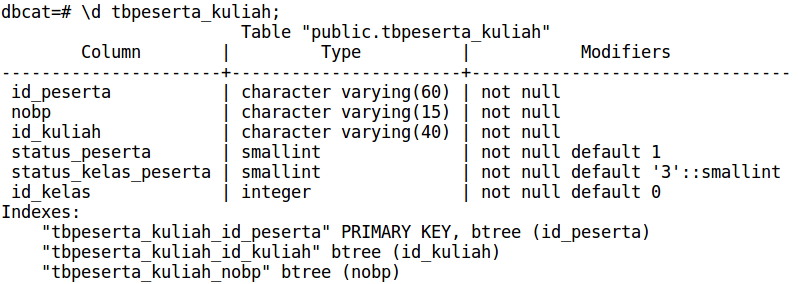 dbcat=# \d tbpeserta_kuliah;
                         Table "public.tbpeserta_kuliah"
        Column        |         Type          |           Modifiers
----------------------+-----------------------+--------------------------------
 id_peserta           | character varying(60) | not null
 nobp                 | character varying(15) | not null
 id_kuliah            | character varying(40) | not null
 status_peserta       | smallint              | not null default 1
 status_kelas_peserta | smallint              | not null default '3'::smallint
 id_kelas             | integer               | not null default 0
Indexes:
    "tbpeserta_kuliah_id_peserta" PRIMARY KEY, btree (id_peserta)
    "tbpeserta_kuliah_id_kuliah" btree (id_kuliah)
    "tbpeserta_kuliah_nobp" btree (nobp)